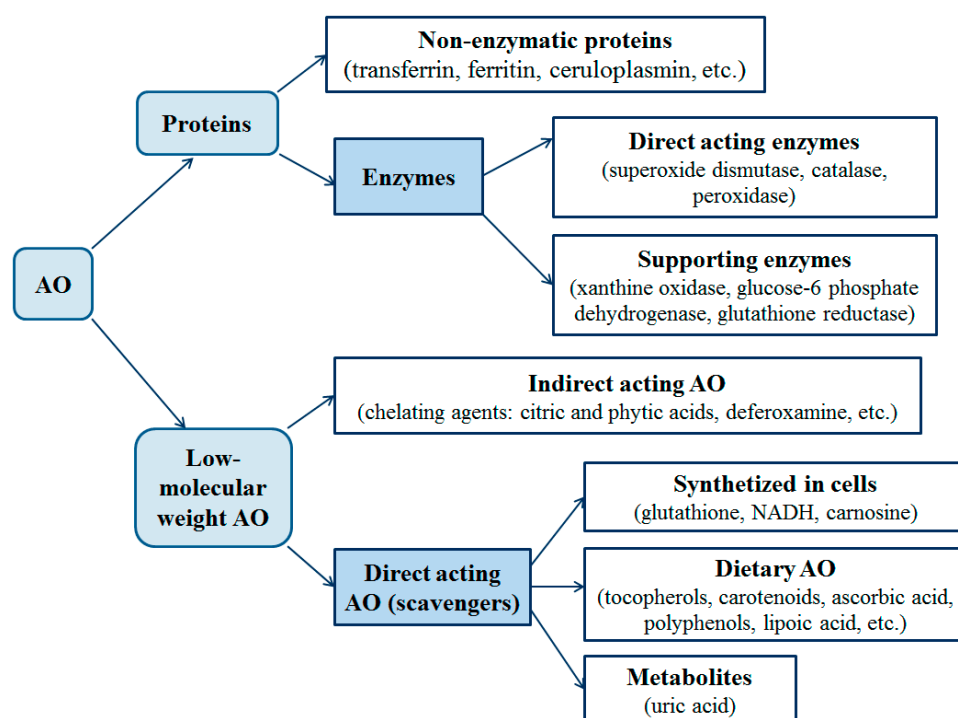 Non-enzymatic proteins
(transferrin, ferritin, ceruloplasmin, etc.)
Proteins
Direct acting enzymes
(superoxide dismutase, catalase,
peroxidase)
Enzymes
Supporting enzymes
(xanthine oxidase, glucose-6 phosphate
dehydrogenase, glutathione reductase)
AO
Indirect acting AO
(chelating agents: citric and phytic acids, deferoxamine, etc.)
Low-
molecular
weight AO
Synthetized in cells
(glutathione, NADH, carnosine)
Direct acting
AO (scavengers)
Dietary AO
(tocopherols, carotenoids, ascorbic acid,
polyphenols, lipoic acid, etc.)
Metabolites
(uric acid)